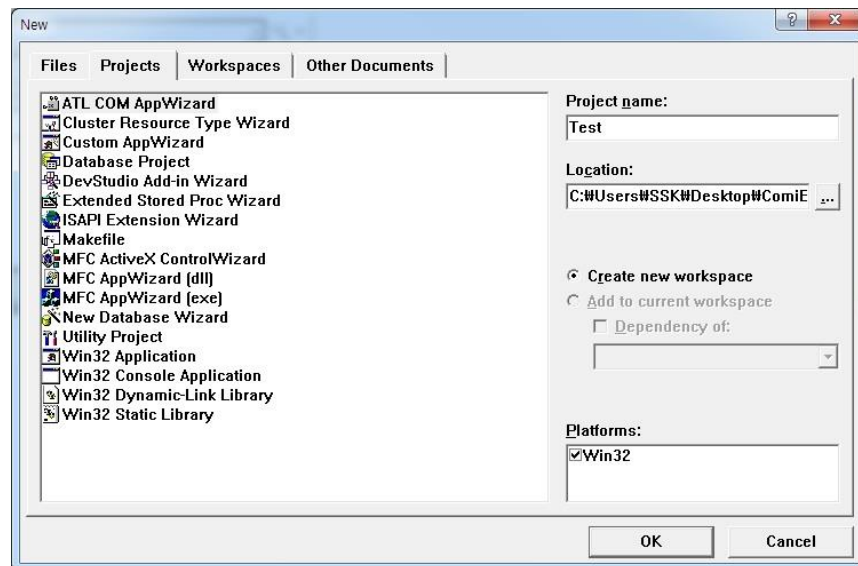 New
Files Projects Workspaces Other Documents
ATL COM AppWizard
Cluster Resource Type Wizard
Custom AppWizard
Database Project
DevStudio Add-in Wizard
Extended Stored Proc Wizard
ISAPI Extension Wizard
Makefile
MFC ActiveX ControlWizard
MFC AppWizard (dll)
MFC AppWizard (exe)
New Database Wizard
Utility Project
Win32 Application
Win32 Console Application
Win32 Dynamic-Link Library
Win32 Static Library
Project name:
Test
Location:
C:₩Users₩SSK₩Desktop₩ComiE ...
Create new workspace
Add to current workspace
Dependency of:
Platforms:
Win32
OK Cancel